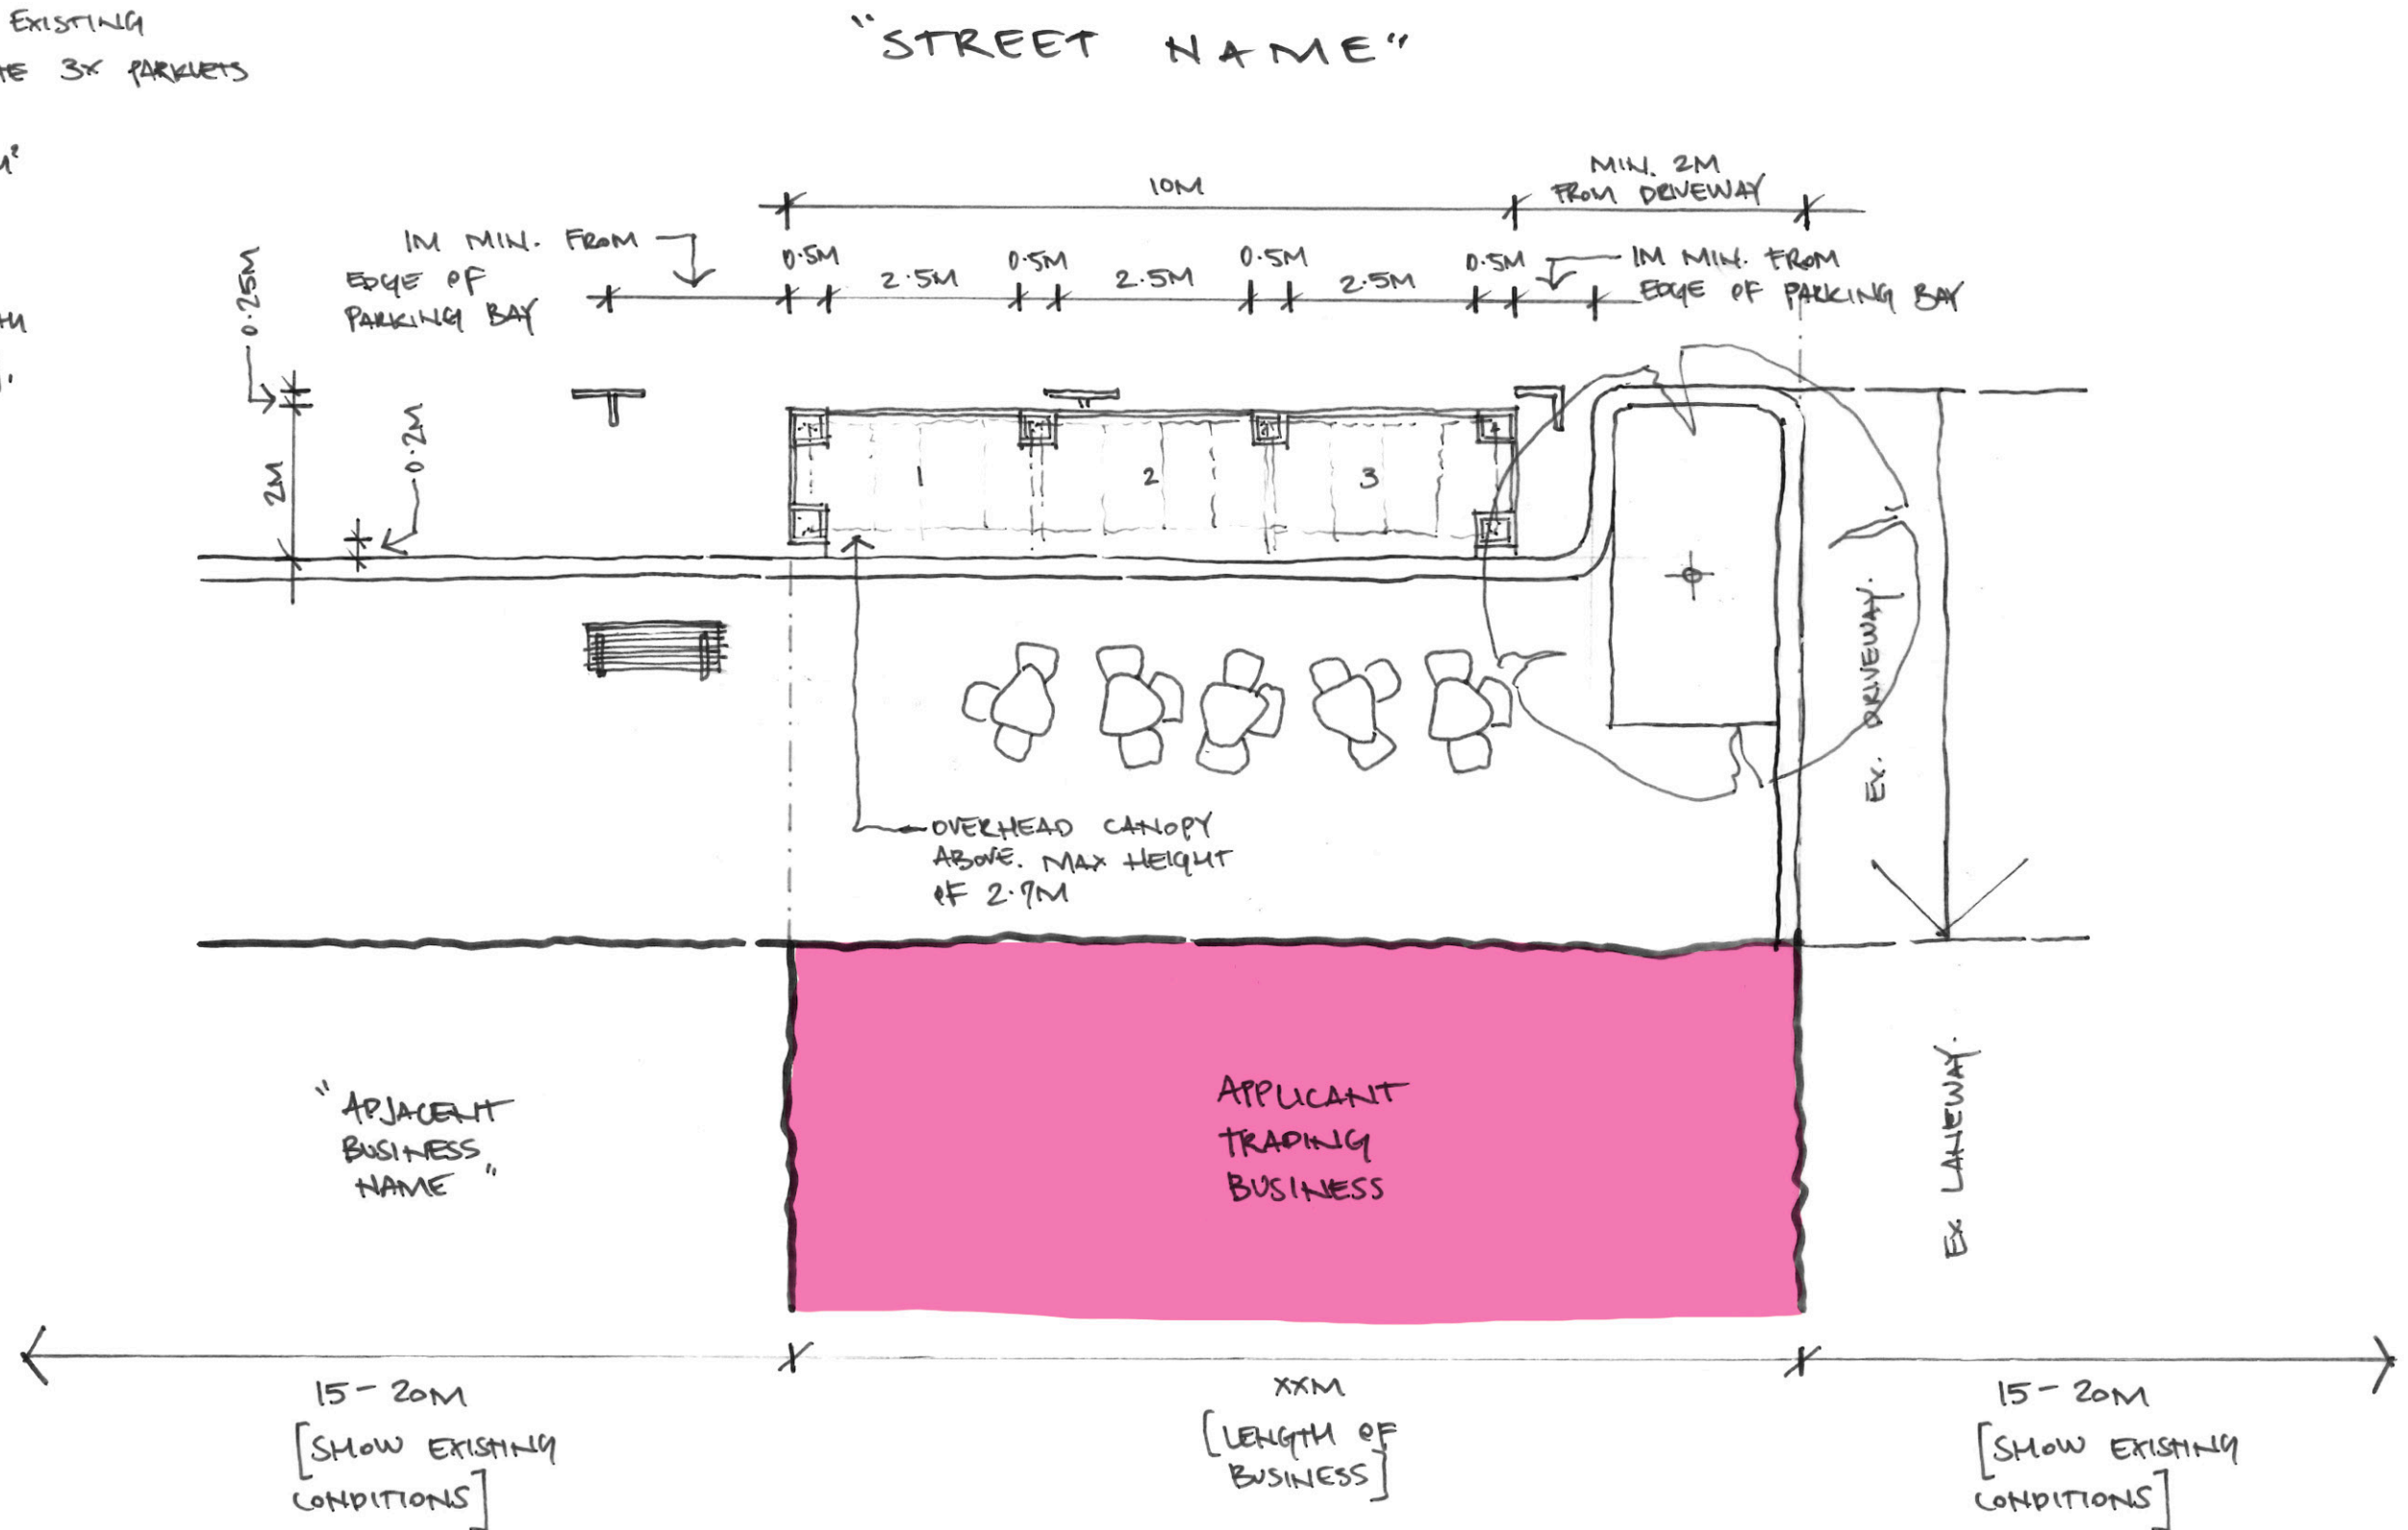 EXISTING
3X PARKLETS
"STREET NAME"
10M
MIN. 2M
FROM DRIVEWAY
1M MIN. FROM
EDGE OF
PARKING BAY
0.5M
2.5M
0.5M
2.5M
0.5M
2.5M
0.5M
1M MIN. FROM
EDGE OF PARKING BAY
0.25M
2M
0.2M
1
2
3
EX. DRIVEWAY.
OVERHEAD CANOPY
ABOVE. MAX HEIGHT
OF 2.7M
"ADJACENT
BUSINESS
NAME"
APPLICANT
TRADING
BUSINESS
EX. LANEWAY.
15-20M
[SHOW EXISTING
CONDITIONS]
XXM
[LENGTH OF
BUSINESS]
15-20M
[SHOW EXISTING
CONDITIONS]